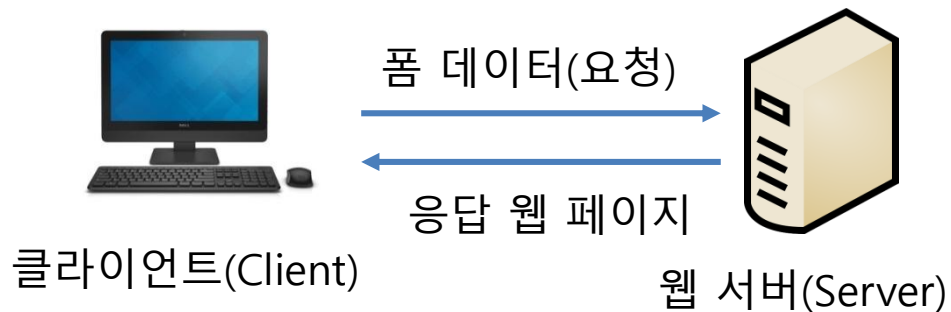 폼 데이터(요청)
응답 웹 페이지
클라이언트(Client)
웹 서버(Server)